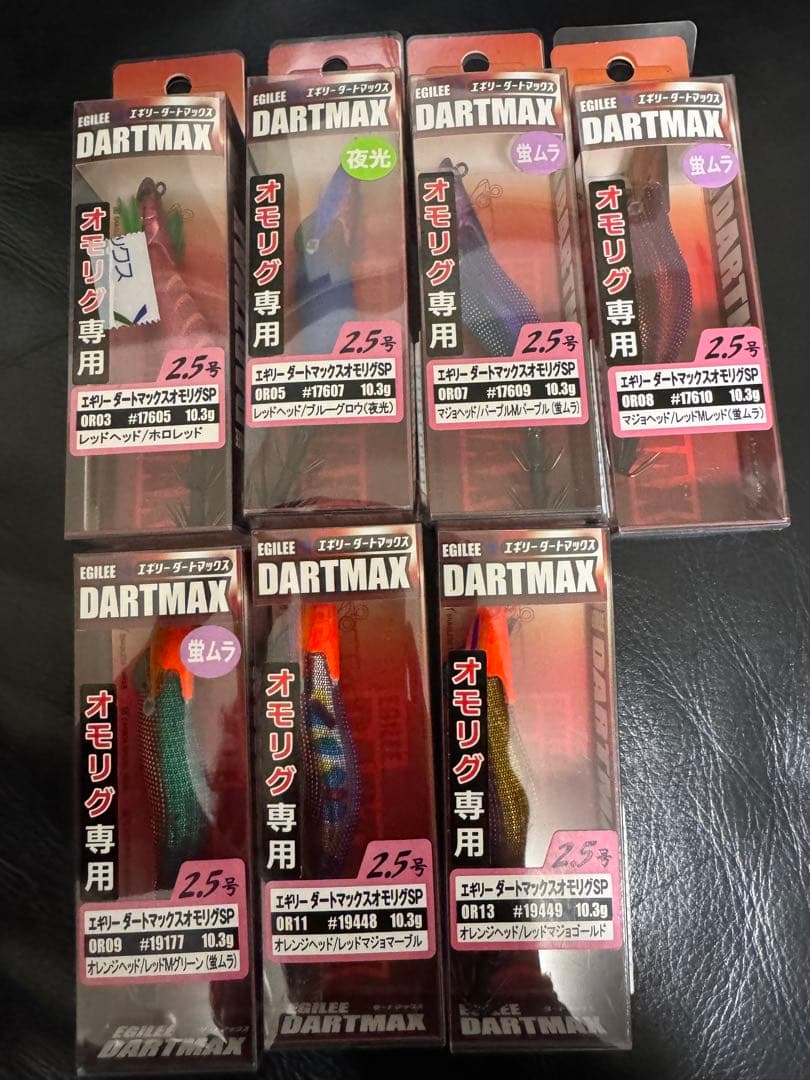 EGILEE エギリーダートマックス
DARTMAX
オモリグ専用
ックス
2.5号
エギリー ダートマックスオモリグSP
OR03 #17605 10.3g
レッドヘッド/ホロレッド
EGILEE エギリーダートマックス
DARTMAX
夜光
オモリグ専用
2.5号
エギリー ダートマックスオモリグSP
OR05 #17607 10.3g
レッドヘッド/ブルーグロウ(夜光)
EGILEE エギリーダートマックス
DARTMAX
蛍ムラ
オモリグ専用
2.5号
エギリー ダートマックスオモリグSP
OR07 #17609 10.3g
マジョヘッド/パープルMパープル(蛍ムラ)
EGILEE エギリーダートマックス
DARTMAX
蛍ムラ
オモリグ専用
2.5号
エギリー ダートマックスオモリグSP
OR08 #17610 10.3g
マジョヘッド/レッドMレッド(蛍ムラ)
EGILEE エギリーダートマックス
DARTMAX
蛍ムラ
オモリグ専用
2.5号
エギリー ダートマックスオモリグSP
OR09 #19177 10.3g
オレンジヘッド/レッドMグリーン(蛍ムラ)
EGILEE
DARTMAX
EGILEE エギリーダートマックス
DARTMAX
オモリグ専用
2.5号
エギリー ダートマックスオモリグSP
OR11 #19448 10.3g
オレンジヘッド/レッドマジョマーブル
EGILEE
DARTMAX
EGILEE エギリーダートマックス
DARTMAX
オモリグ専用
2.5号
エギリー ダートマックスオモリグSP
OR13 #19449 10.3g
オレンジヘッド/レッドマジョゴールド
EGILEE
DARTMAX